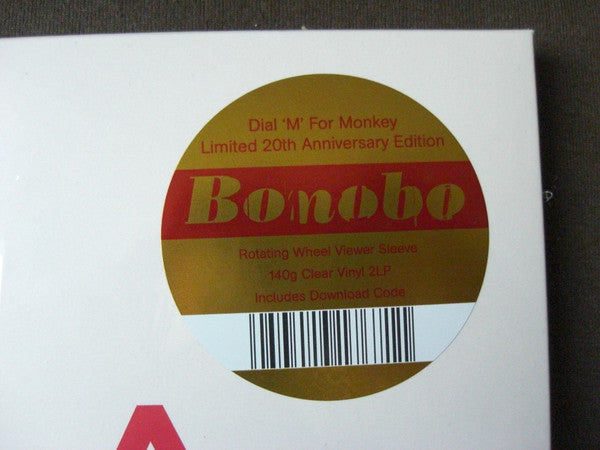 Dial ‘M’ For Monkey
Limited 20th Anniversary Edition
Bonobo
Rotating Wheel Viewer Sleeve
140g Clear Vinyl 2LP
Includes Download Code